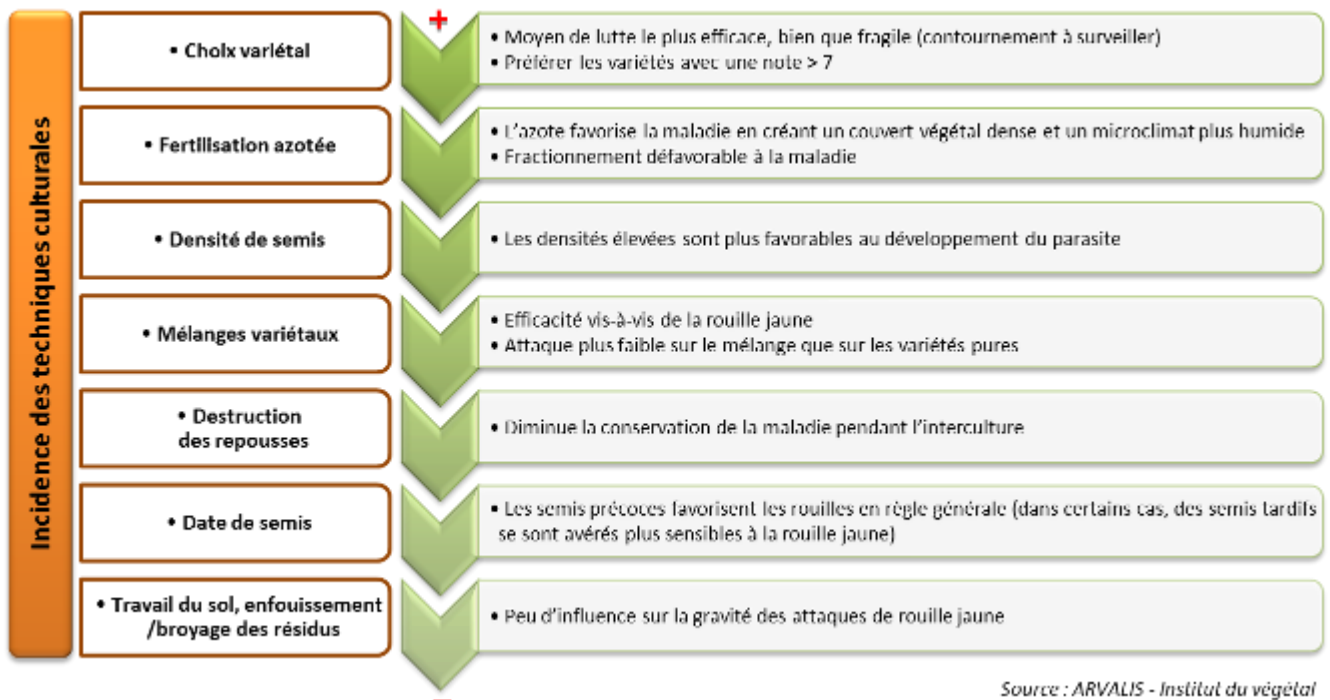 Incidence des techniques culturales
+
• Choix variétal
• Moyen de lutte le plus efficace, bien que fragile (contournement à surveiller)
• Préférer les variétés avec une note > 7
• Fertilisation azotée
• L'azote favorise la maladie en créant un couvert végétal dense et un microclimat plus humide
• Fractionnement défavorable à la maladie
• Densité de semis
• Les densités élevées sont plus favorables au développement du parasite
• Mélanges variétaux
• Efficacité vis-à-vis de la rouille jaune
• Attaque plus faible sur le mélange que sur les variétés pures
• Destruction
des repousses
• Diminue la conservation de la maladie pendant l'interculture
• Date de semis
• Les semis précoces favorisent les rouilles en règle générale (dans certains cas, des semis tardifs
se sont avérés plus sensibles à la rouille jaune)
• Travail du sol, enfouissement
/broyage des résidus
• Peu d'influence sur la gravité des attaques de rouille jaune
Source : ARVALIS - Institut du végétal